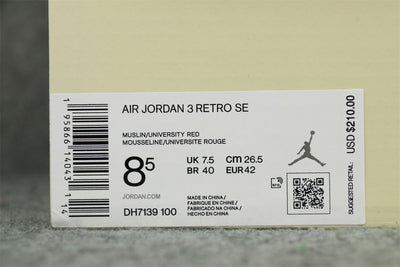 AIR JORDAN 3 RETRO SE
MUSLIN/UNIVERSITY RED
MOUSSELINE/UNIVERSITE ROUGE
8 5
UK 7.5 cm 26.5
BR 40 EUR 42
JORDAN.COM
DH7139 100
MADE IN CHINA /
FABRIQUE EN CHINE /
FABRICADO NA CHINA /
HECHO EN CHINA
SUGGESTED RETAIL:
USD $210.00
1 95866 14043 1
14